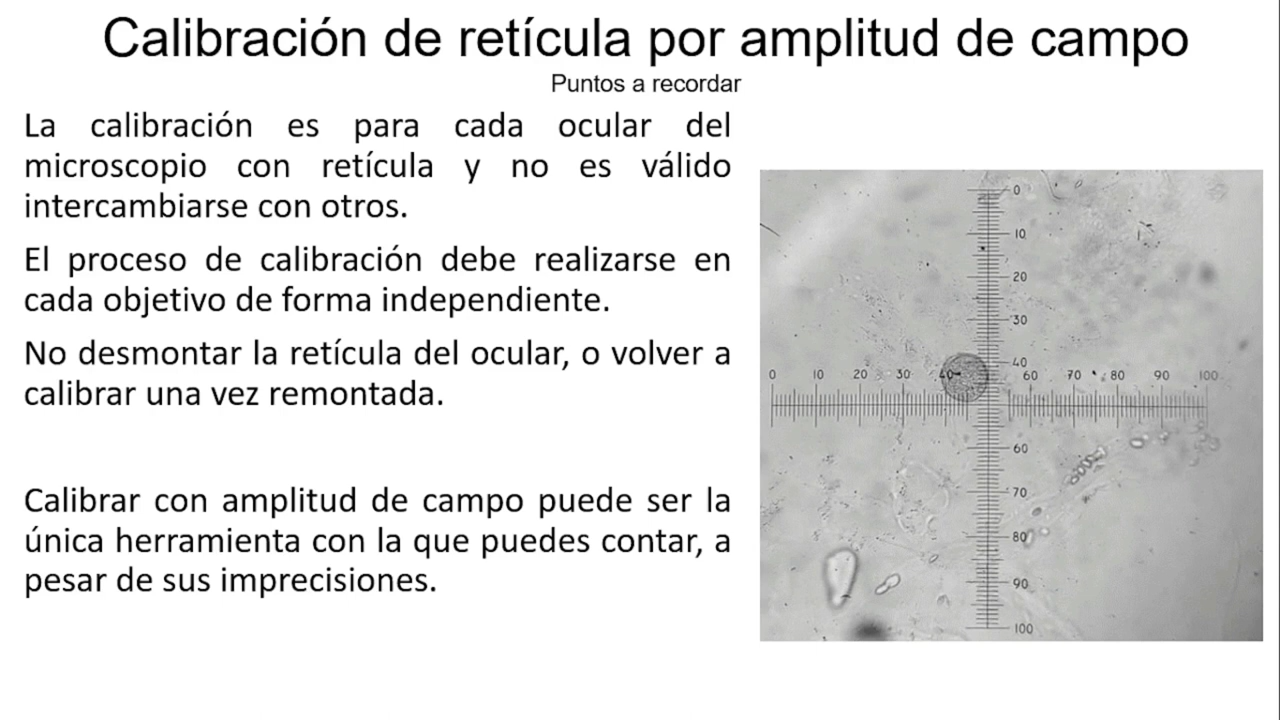 Calibración de retícula por amplitud de campo
Puntos a recordar
La calibración es para cada ocular del
microscopio con retícula y no es válido
intercambiarse con otros.
El proceso de calibración debe realizarse en
cada objetivo de forma independiente.
No desmontar la retícula del ocular, o volver a
calibrar una vez remontada.
Calibrar con amplitud de campo puede ser la
única herramienta con la que puedes contar, a
pesar de sus imprecisiones.
0
10
20
30
40
0 10 20 30 40 60 70 80 90 100
60
70
80
90
100